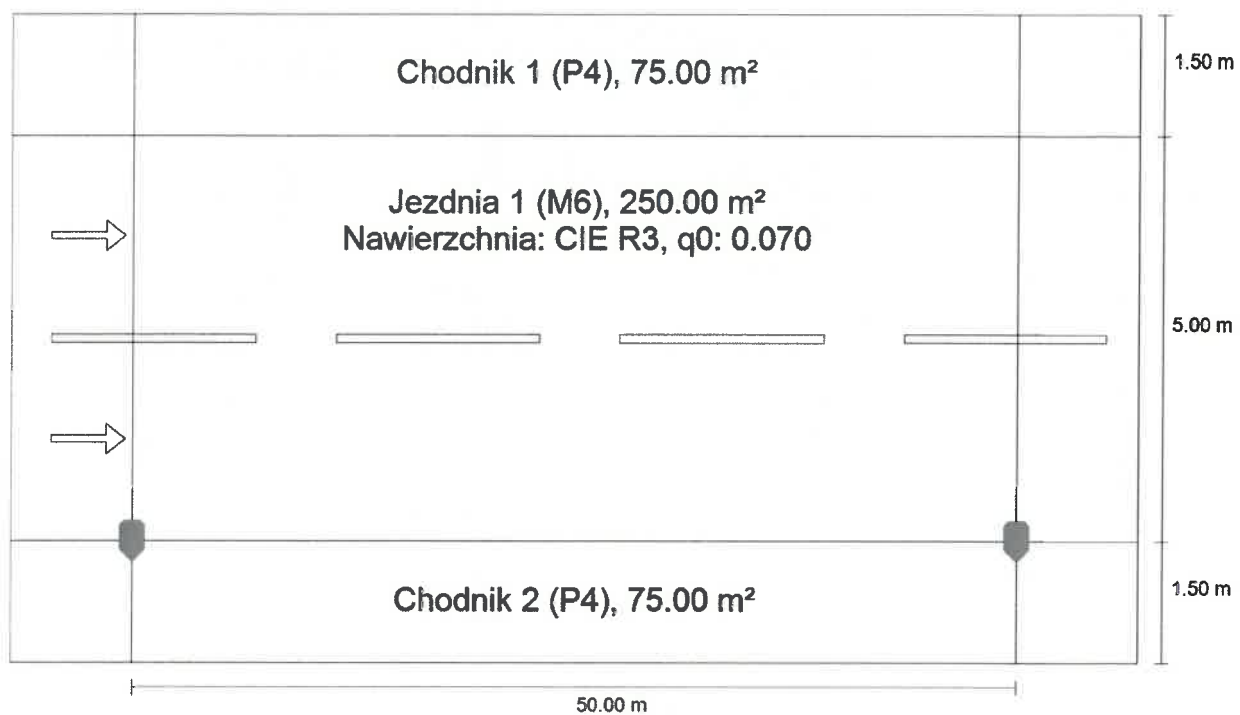 Chodnik 1 (P4), 75.00 m²
1.50 m
Jezdnia 1 (M6), 250.00 m²
Nawierzchnia: CIE R3, q0: 0.070
5.00 m
Chodnik 2 (P4), 75.00 m²
1.50 m
50.00 m